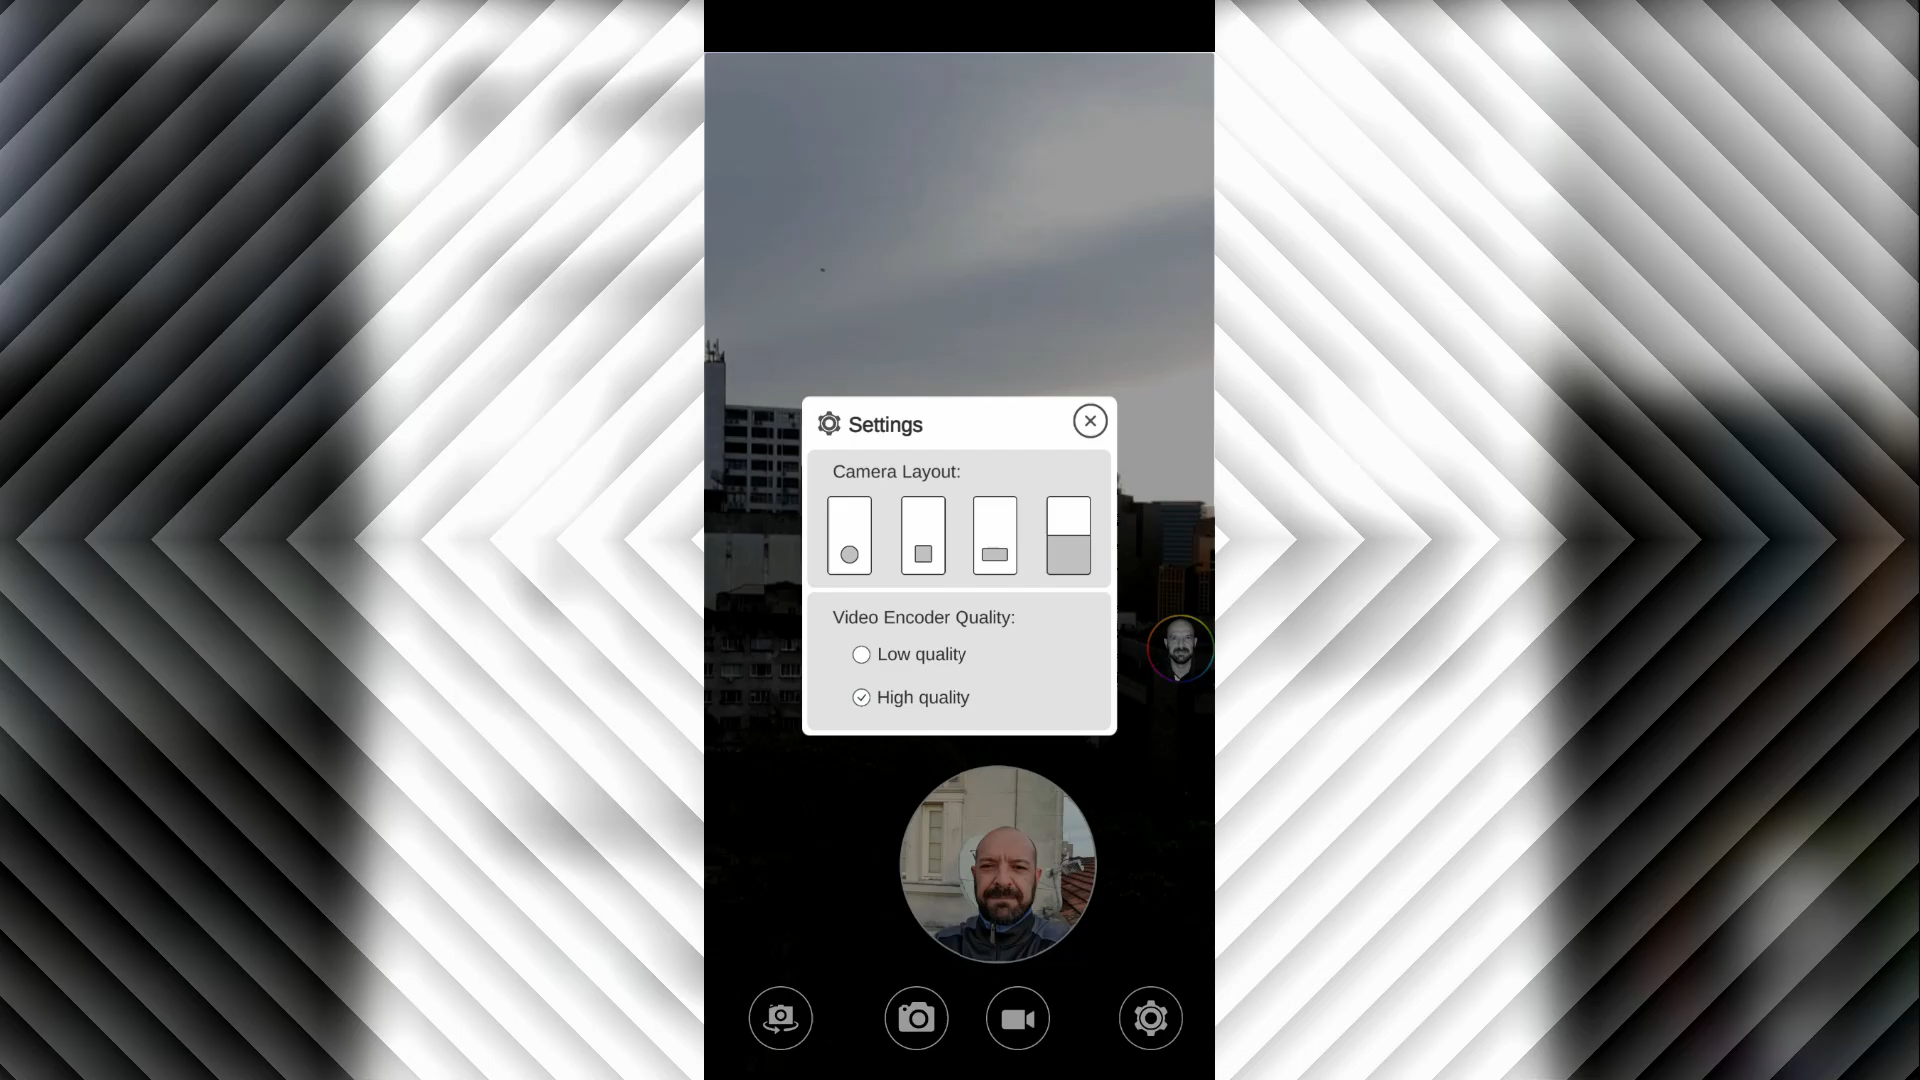 Settings
Camera Layout:
Video Encoder Quality:
Low quality
High quality